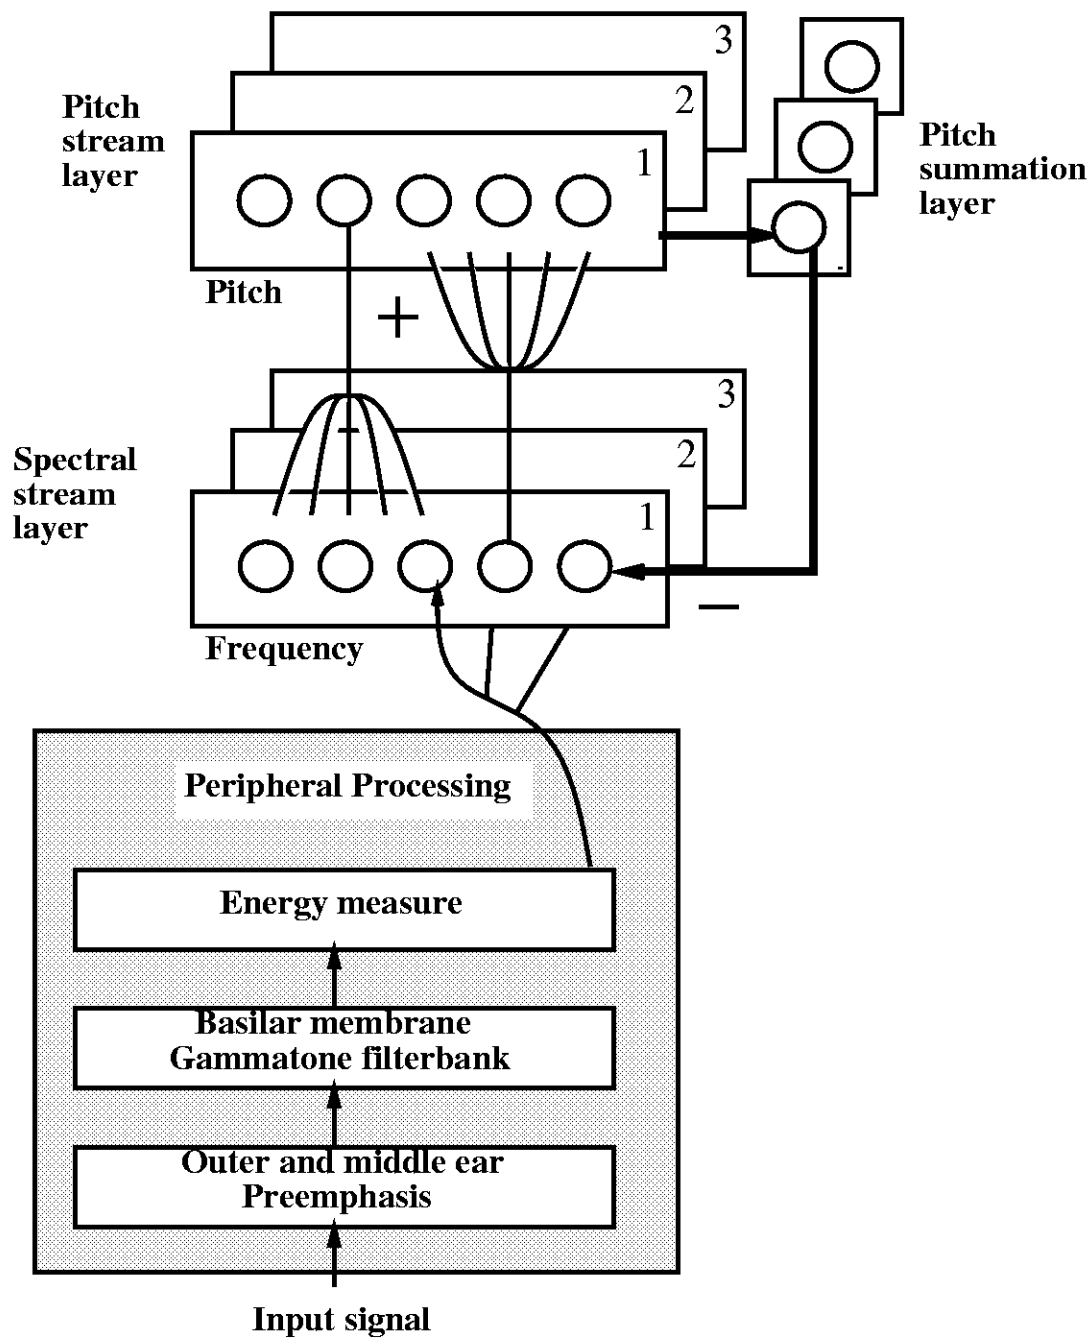 3
2
1
Pitch
stream
layer
Pitch
summation
layer
Pitch
+
3
2
1
Spectral
stream
layer
−
Frequency
Peripheral Processing
Energy measure
Basilar membrane
Gammatone filterbank
Outer and middle ear
Preemphasis
Input signal